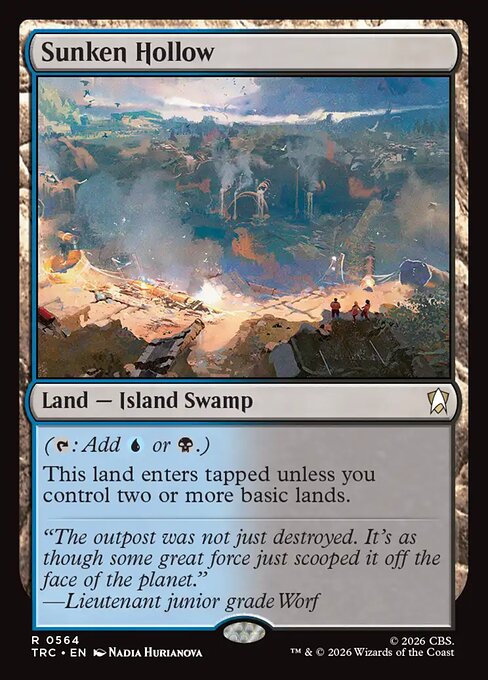 Sunken Hollow
Land — Island Swamp
(: Add or .)
This land enters tapped unless you
control two or more basic lands.
“The outpost was not just destroyed. It’s as
though some great force just scooped it off the
face of the planet.”
—Lieutenant junior grade Worf
R 0564
TRC • EN Nadia Hurianova
© 2026 CBS.
™ & © 2026 Wizards of the Coast